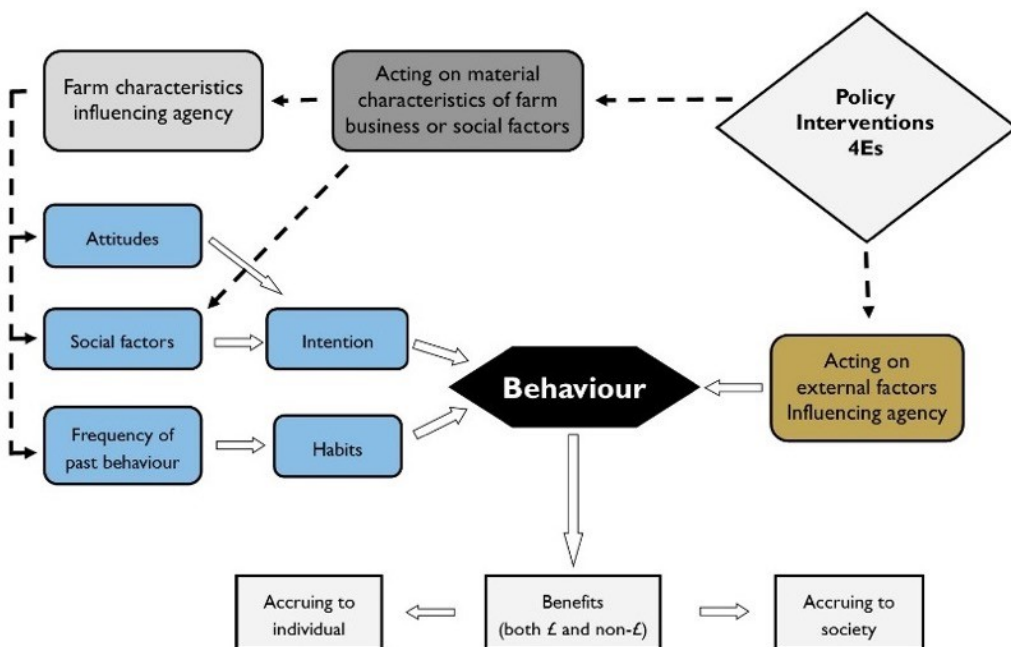 Farm characteristics
influencing agency
Acting on material
characteristics of farm
business or social factors
Policy
Interventions
4Es
Attitudes
Social factors
Intention
Behaviour
Acting on
external factors
Influencing agency
Frequency of
past behaviour
Habits
Accruing to
individual
Benefits
(both £ and non-£)
Accruing to
society